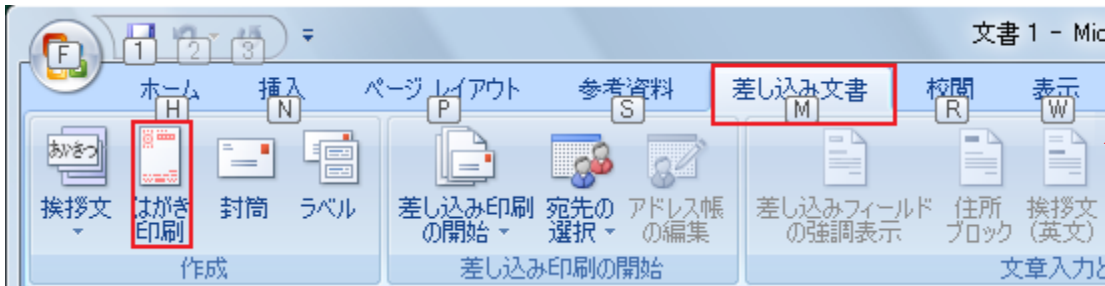 文書 1 - Mic
F
1
2
3
ホーム
挿入
ページ レイアウト
参考資料
差し込み文書
校閲
表示
H
N
P
S
M
R
W
あいさつ
挨拶文
はがき
印刷
封筒
ラベル
差し込み印刷
の開始
宛先の
選択
アドレス帳
の編集
差し込みフィールド
の強調表示
住所
ブロック
挨拶文
(英文)
作成
差し込み印刷の開始
文章入力と